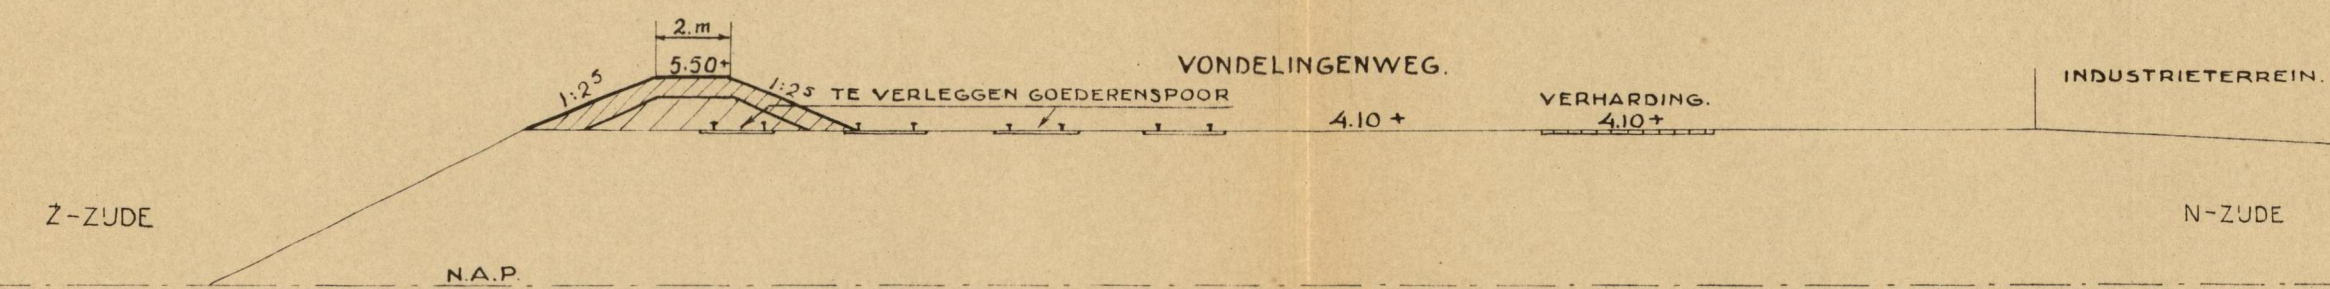 2.m
5.50+
1:2⁵
1:2⁵
VONDELINGENWEG.
TE VERLEGGEN GOEDERENSPOOR
4.10 +
VERHARDING.
4.10+
INDUSTRIETERREIN.
Z-ZIJDE
N-ZIJDE
N.A.P.